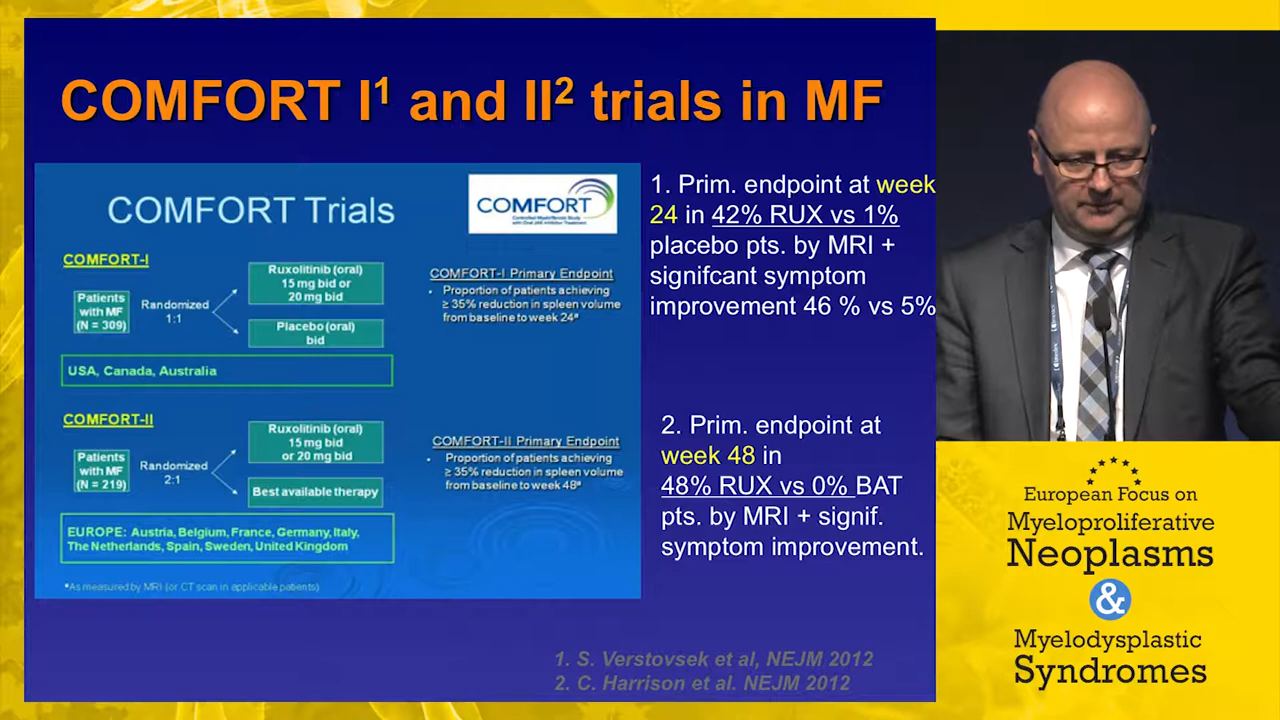 COMFORT I1 and II2 trials in MF
COMFORT Trials
COMFORT
Controlled Myelofibrosis Study
with Oral JAK Inhibitor Treatment
COMFORT-I
Patients
with MF
(N = 309)
Randomized
1:1
Ruxolitinib (oral)
15 mg bid or
20 mg bid
Placebo (oral)
bid
COMFORT-I Primary Endpoint
• Proportion of patients achieving
≥ 35% reduction in spleen volume
from baseline to week 24ª
USA, Canada, Australia
COMFORT-II
Patients
with MF
(N = 219)
Randomized
2:1
Ruxolitinib (oral)
15 mg bid
or 20 mg bid
Best available therapy
COMFORT-II Primary Endpoint
• Proportion of patients achieving
≥ 35% reduction in spleen volume
from baseline to week 48ª
EUROPE: Austria, Belgium, France, Germany, Italy,
The Netherlands, Spain, Sweden, United Kingdom
ªAs measured by MRI (or CT scan in applicable patients)
1. Prim. endpoint at week
24 in 42% RUX vs 1%
placebo pts. by MRI +
signifcant symptom
improvement 46 % vs 5%
2. Prim. endpoint at
week 48 in
48% RUX vs 0% BAT
pts. by MRI + signif.
symptom improvement.
1. S. Verstovsek et al, NEJM 2012
2. C. Harrison et al. NEJM 2012
European Focus on
Myeloproliferative
Neoplasms
&
Myelodysplastic
Syndromes